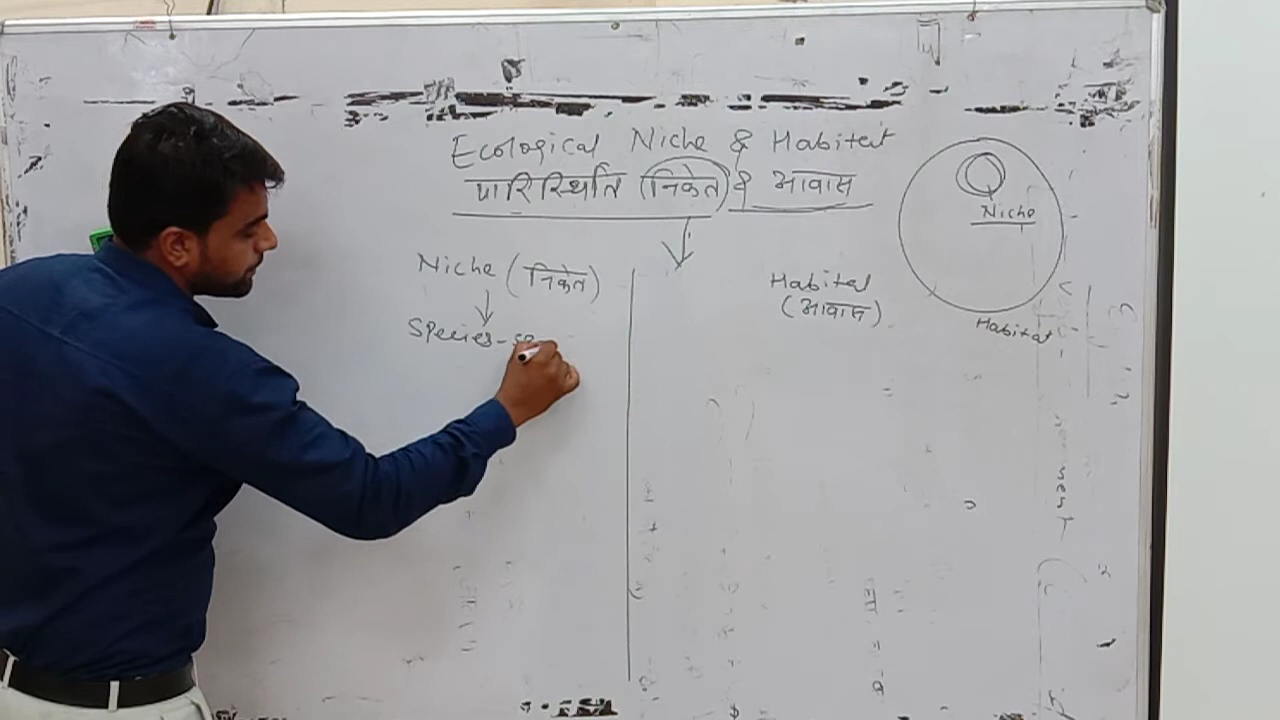 Ecological Niche & Habitat
पारिस्थिति (निकेत) व आवास
Niche
Niche (निकेत)
Habitat
(आवास)
Habitat
Species-sp